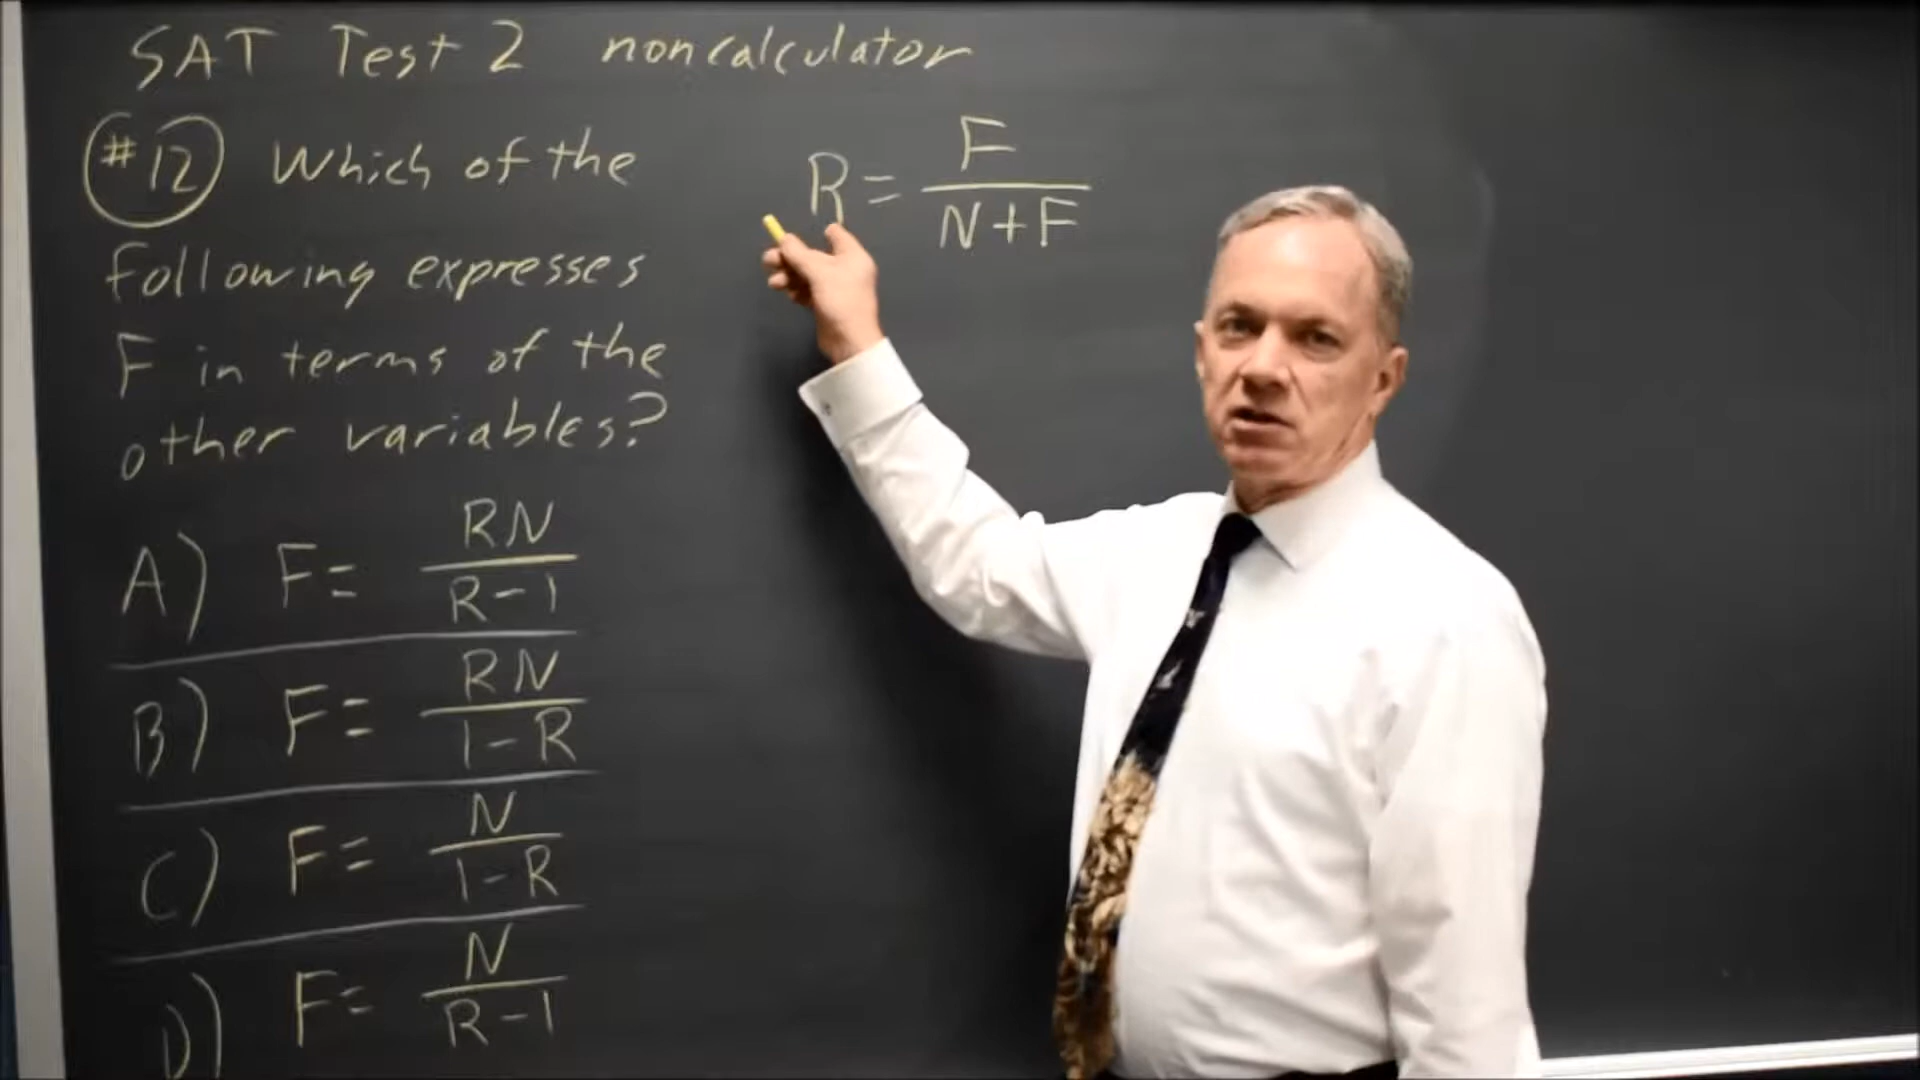 SAT Test 2 noncalculator
#12 Which of the
following expresses
F in terms of the
other variables?
R = F / (N+F)
A) F = RN / (R-1)
B) F = RN / (1-R)
C) F = N / (1-R)
D) F = N / (R-1)